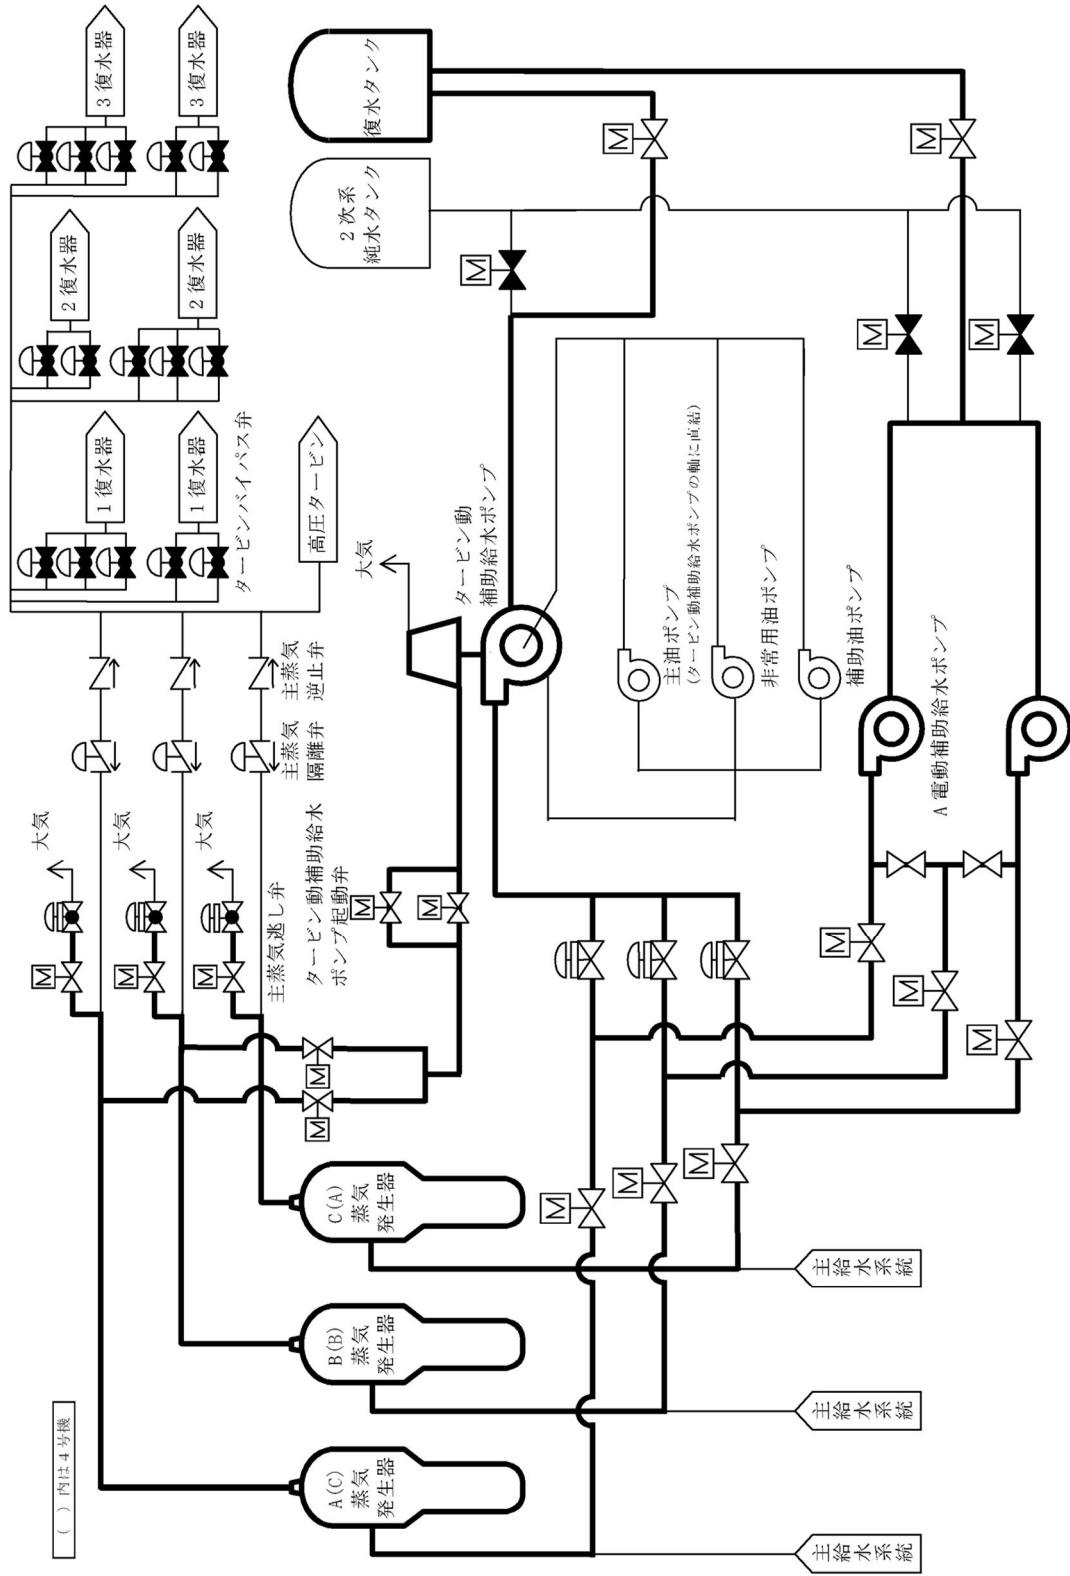 ( ) 内は4号機
A(C)
蒸気
発生器
B(B)
蒸気
発生器
C(A)
蒸気
発生器
主給水系統
主給水系統
主給水系統
M
M
M
大気
大気
大気
主蒸気逃し弁
主蒸気
隔離弁
主蒸気
逆止弁
高圧タービン
タービンバイパス弁
1復水器
1復水器
2復水器
2復水器
3復水器
3復水器
M
M
タービン動補助給水
ポンプ起動弁
M
M
大気
タービン動
補助給水ポンプ
主油ポンプ
(タービン動補助給水ポンプの軸に直結)
非常用油ポンプ
補助油ポンプ
A電動補助給水ポンプ
2次系
純水タンク
復水タンク
M
M
M
M
M
M
M
M
M
M
M